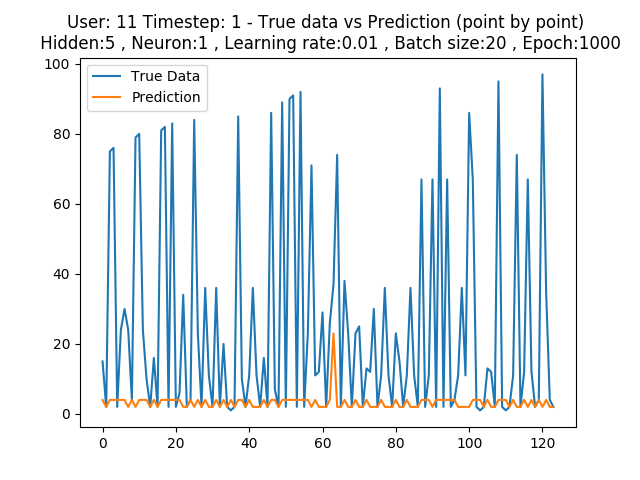 User: 11 Timestep: 1 - True data vs Prediction (point by point)
Hidden:5 , Neuron:1 , Learning rate:0.01 , Batch size:20 , Epoch:1000
True Data
Prediction
100
80
60
40
20
0
0 20 40 60 80 100 120